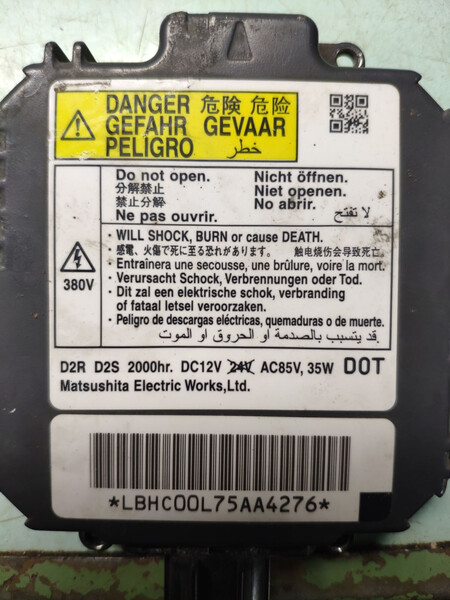 DANGER 危険 危险
GEFAHR GEVAAR
PELIGRO خطر
Do not open.
分解禁止
禁止分解
Ne pas ouvrir.
Nicht öffnen.
Niet openen.
No abrir.
لا تفتح
380V
· WILL SHOCK, BURN or cause DEATH.
· 感電、火傷で死に至る恐れがあります。 触电烧伤会导致死亡。
· Entraînera une secousse, une brûlure, voire la mort.
· Verursacht Schock, Verbrennungen oder Tod.
· Dit zal een elektrische schok, verbranding
of fataal letsel veroorzaken.
· Peligro de descargas eléctricas, quemaduras o de muerte.
قد يتسبب بالصدمة او الحروق او الموت.
D2R D2S 2000hr. DC12V 24V AC85V, 35W DOT
Matsushita Electric Works,Ltd.
*LBHC00L75AA4276*